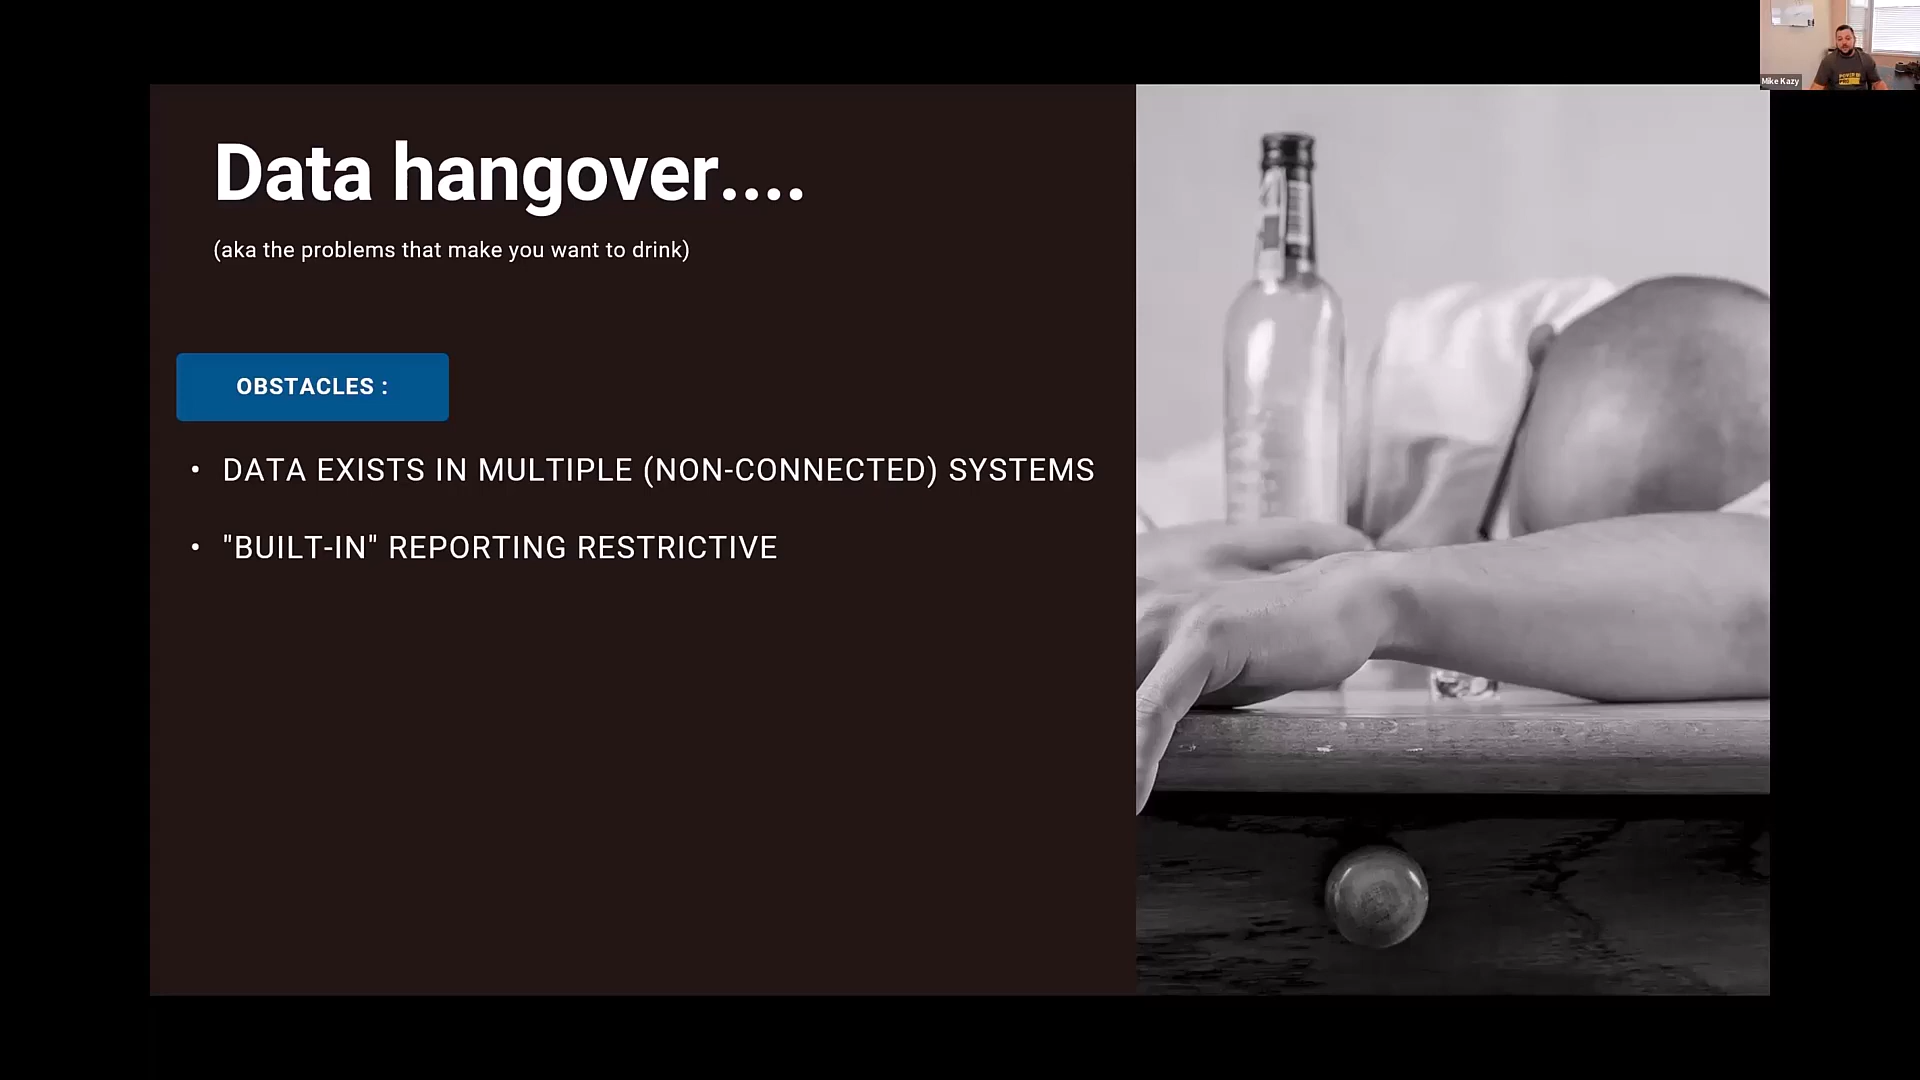 Data hangover....
(aka the problems that make you want to drink)
OBSTACLES :
• DATA EXISTS IN MULTIPLE (NON-CONNECTED) SYSTEMS
• "BUILT-IN" REPORTING RESTRICTIVE
Mike Kazy